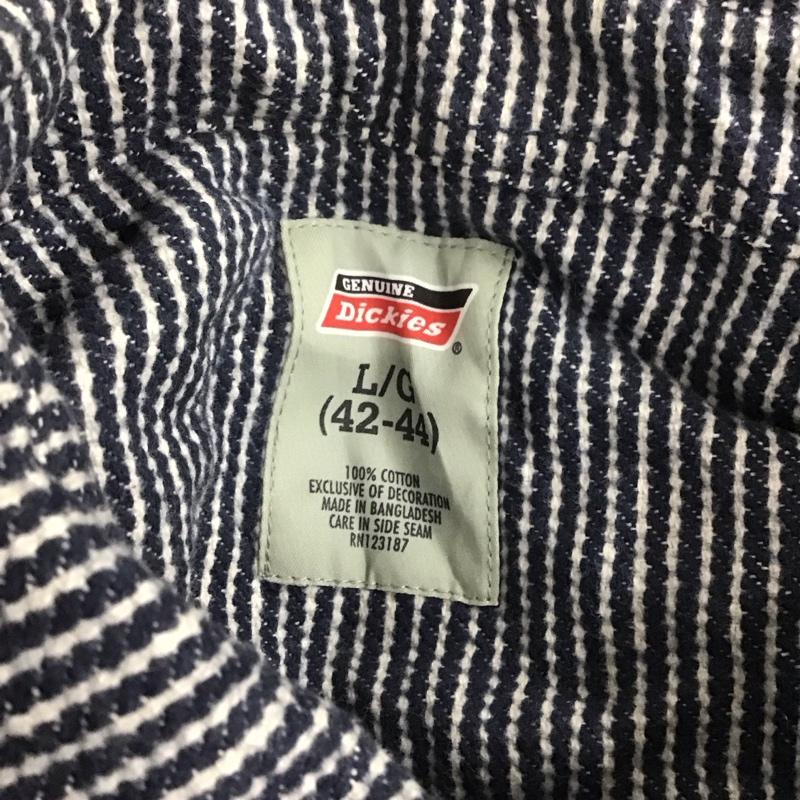 GENUINE
Dickies®
L/G
(42-44)
100% COTTON
EXCLUSIVE OF DECORATION
MADE IN BANGLADESH
CARE IN SIDE SEAM
RN123187